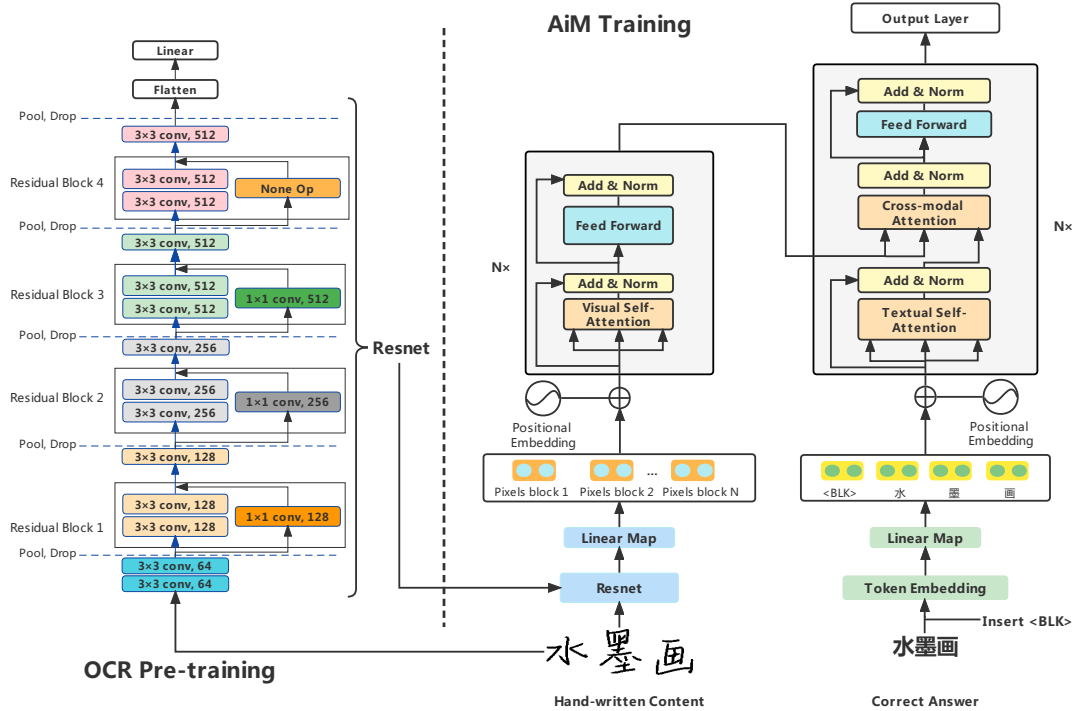 AiM Training
Output Layer
Linear
Flatten
Pool, Drop
3×3 conv, 512
Residual Block 4
3×3 conv, 512
3×3 conv, 512
None Op
Pool, Drop
3×3 conv, 512
Residual Block 3
3×3 conv, 512
3×3 conv, 512
1×1 conv, 512
Pool, Drop
3×3 conv, 256
Residual Block 2
3×3 conv, 256
3×3 conv, 256
1×1 conv, 256
Pool, Drop
3×3 conv, 128
Residual Block 1
3×3 conv, 128
3×3 conv, 128
1×1 conv, 128
Pool, Drop
3×3 conv, 64
3×3 conv, 64
Resnet
OCR Pre-training
N×
Add & Norm
Feed Forward
Add & Norm
Visual Self-
Attention
Positional
Embedding
Pixels block 1
Pixels block 2
...
Pixels block N
Linear Map
Resnet
水墨画
Hand-written Content
N×
Add & Norm
Feed Forward
Add & Norm
Cross-modal
Attention
Add & Norm
Textual Self-
Attention
Positional
Embedding
<BLK>
水
墨
画
Linear Map
Token Embedding
Insert <BLK>
水墨画
Correct Answer